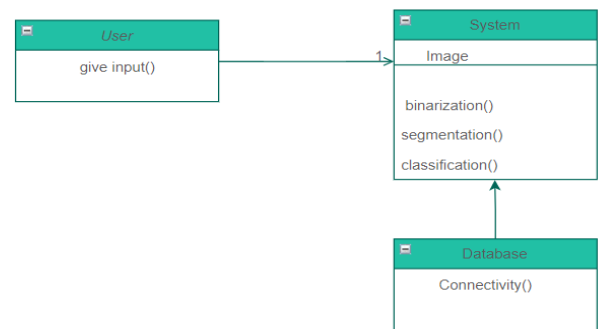 User
give input()
1
System
Image
binarization()
segmentation()
classification()
Database
Connectivity()